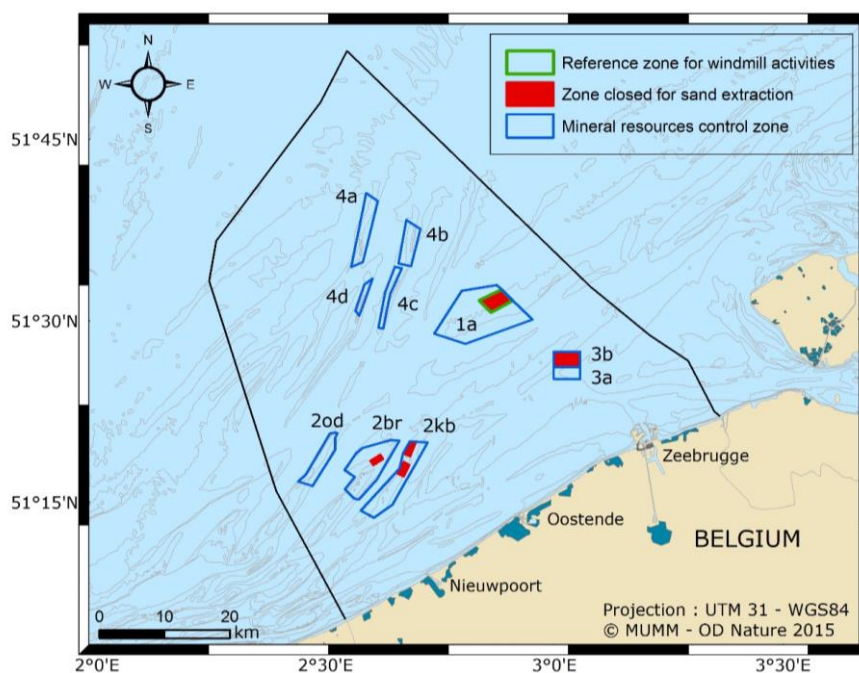 N
W E
S
Reference zone for windmill activities
Zone closed for sand extraction
Mineral resources control zone
51°45'N
4a
4b
4d
4c
51°30'N
1a
3b
3a
2od 2br 2kb
Zeebrugge
51°15'N
Oostende
BELGIUM
Nieuwpoort
0 10 20
km
Projection : UTM 31 - WGS84
© MUMM - OD Nature 2015
2°0'E 2°30'E 3°0'E 3°30'E